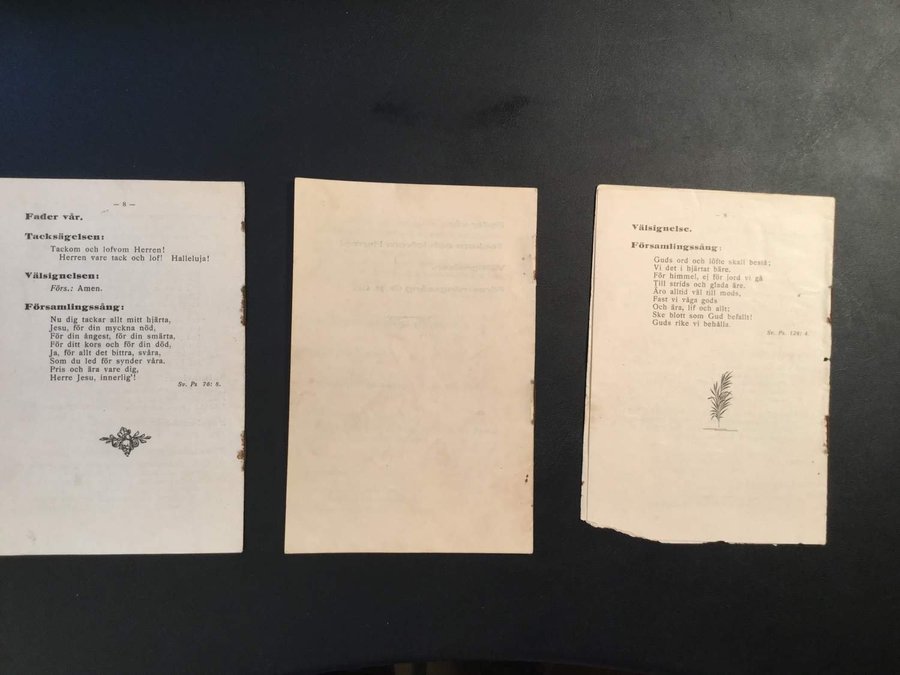 — 8 —
Fader vår.
Tacksägelsen:
Tackom och lofvom Herren!
Herren vare tack och lof! Halleluja!
Välsignelsen:
Förs.: Amen.
Församlingssång:
Nu dig tackar allt mitt hjärta,
Jesu, för din myckna nöd,
För din ångest, för din smärta,
För ditt kors och för din död,
Ja, för allt det bittra, svåra,
Som du led för synder våra.
Pris och ära vare dig,
Herre Jesu, innerlig'!
Sv. Ps. 76: 8.
Välsignelse.
Församlingssång:
Guds ord och löfte skall bestå;
Vi det i hjärtat bäre.
För himmel, ej för jord vi gå
Till strids och glada äre.
Äro alltid väl till mods,
Fast vi våga gods
Och ära, lif och allt:
Ske blott som Gud befallt!
Guds rike vi behålla.
Sv. Ps. 124: 4.